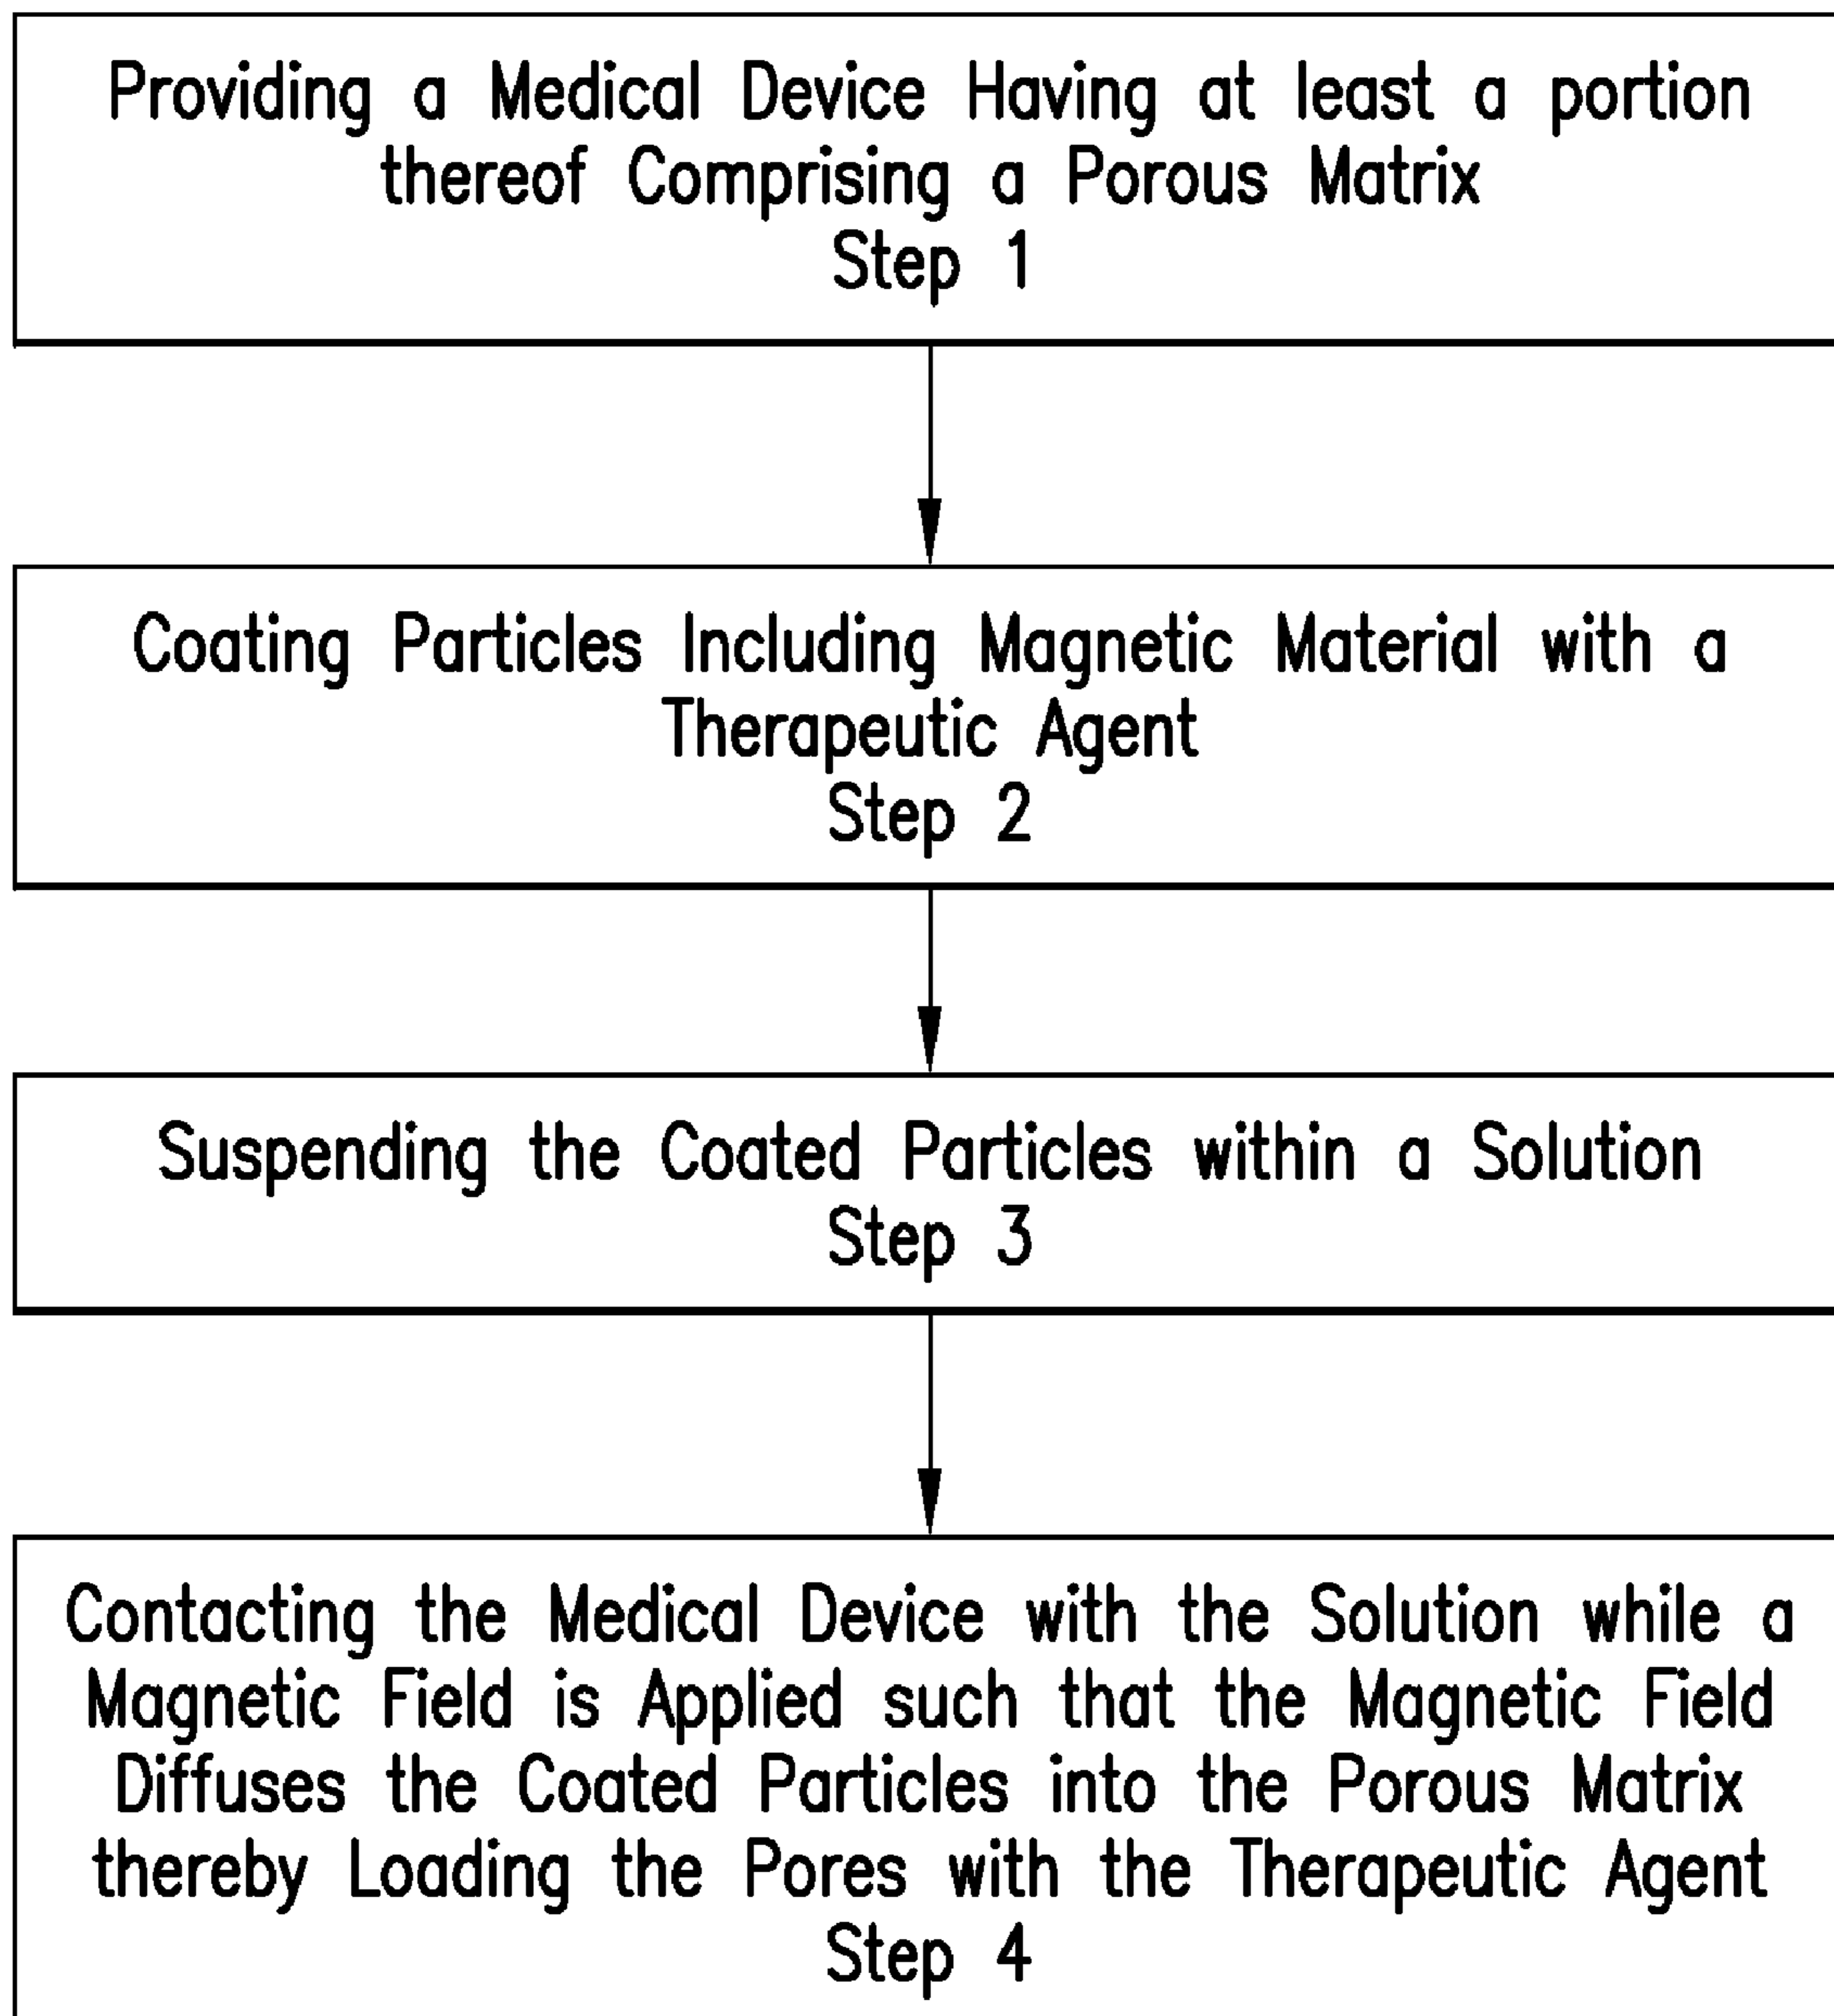 Providing a Medical Device Having at least a portion
thereof Comprising a Porous Matrix
Step 1
Coating Particles Including Magnetic Material with a
Therapeutic Agent
Step 2
Suspending the Coated Particles within a Solution
Step 3
Contacting the Medical Device with the Solution while a
Magnetic Field is Applied such that the Magnetic Field
Diffuses the Coated Particles into the Porous Matrix
thereby Loading the Pores with the Therapeutic Agent
Step 4